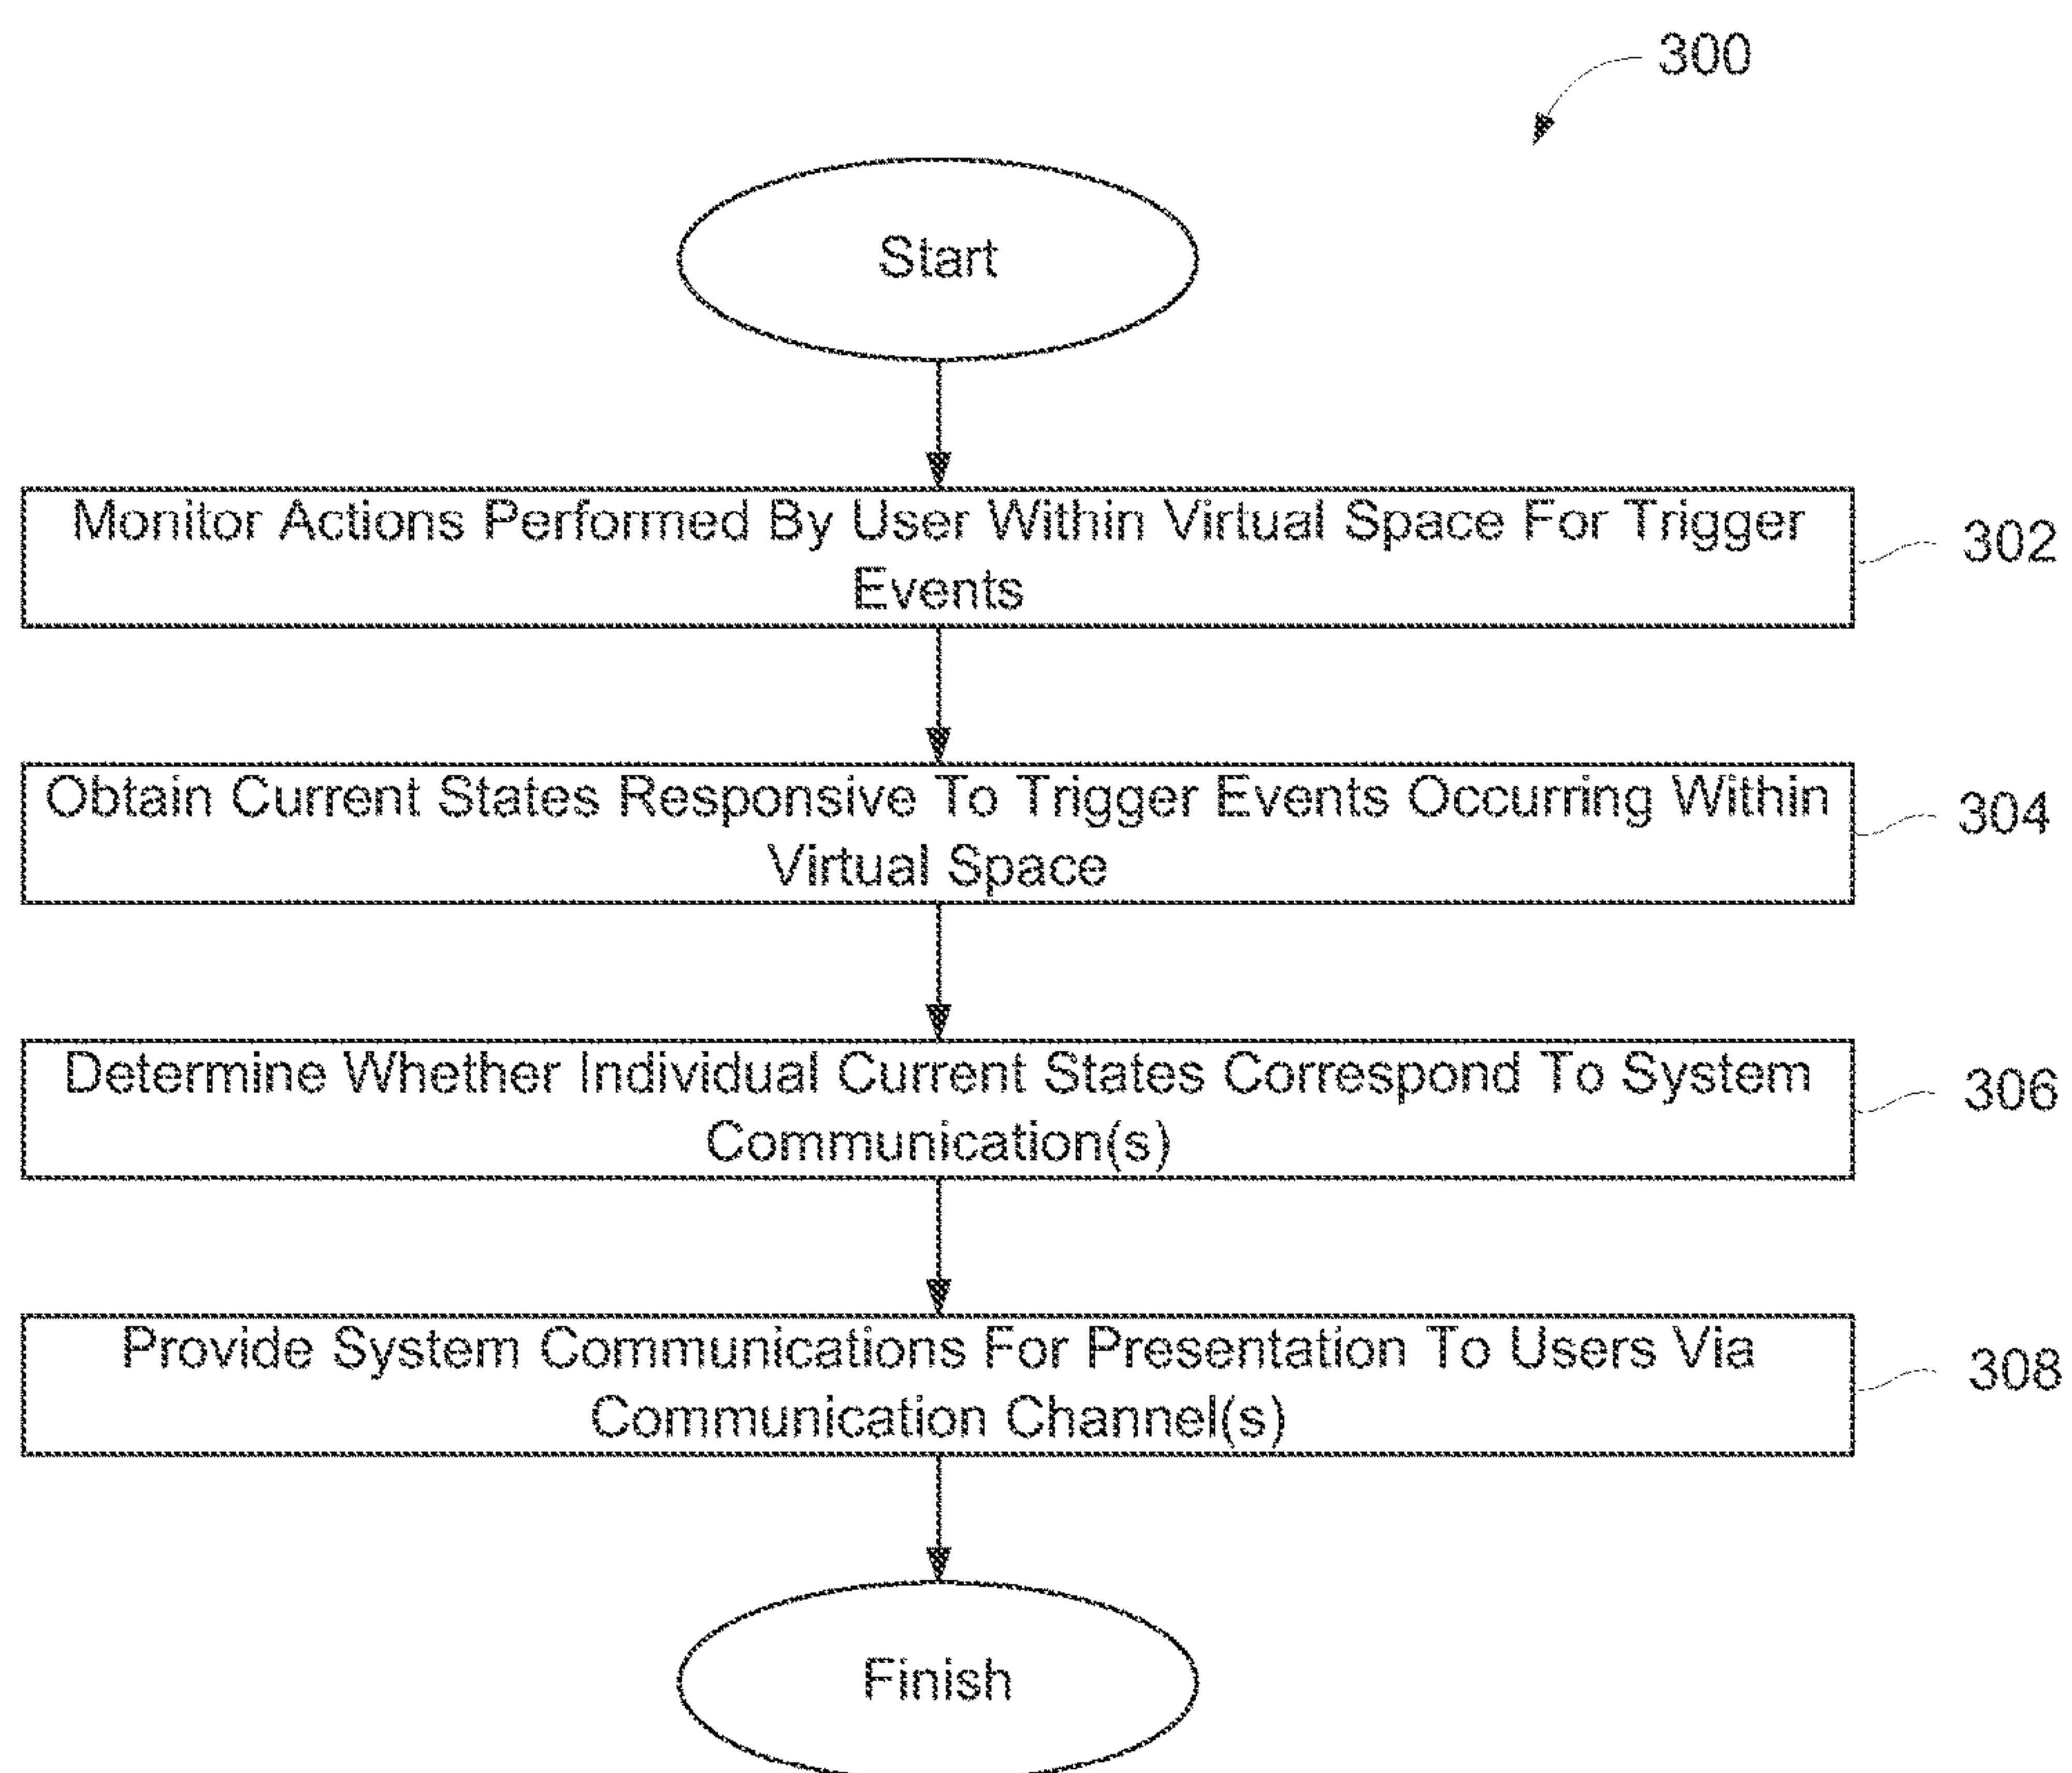 300
Start
Monitor Actions Performed By User Within Virtual Space For Trigger
Events
302
Obtain Current States Responsive To Trigger Events Occurring Within
Virtual Space
304
Determine Whether Individual Current States Correspond To System
Communication(s)
306
Provide System Communications For Presentation To Users Via
Communication Channel(s)
308
Finish